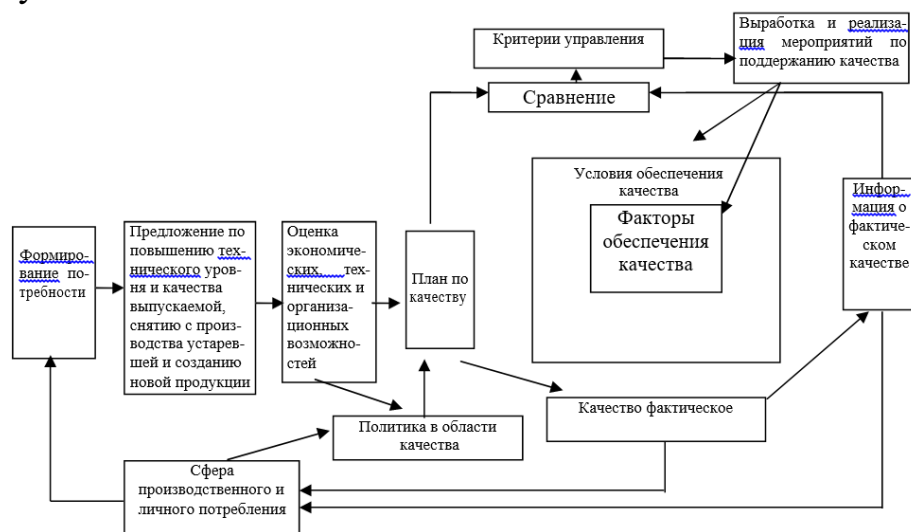 Критерии управления
Выработка и реализа-
ция мероприятий по
поддержанию качества
Сравнение
Условия обеспечения
качества
Факторы
обеспечения
качества
Инфор-
мация о
фактиче-
ском
качестве
Формиро-
вание по-
требности
Предложение по
повышению тех-
нического уров-
ня и качества
выпускаемой,
снятию с произ-
водства устарев-
шей и созданию
новой продукции
Оценка
экономиче-
ских, тех-
нических и
организа-
ционных
возможно-
стей
План по
качеству
Политика в области
качества
Качество фактическое
Сфера
производственного и
личного потребления